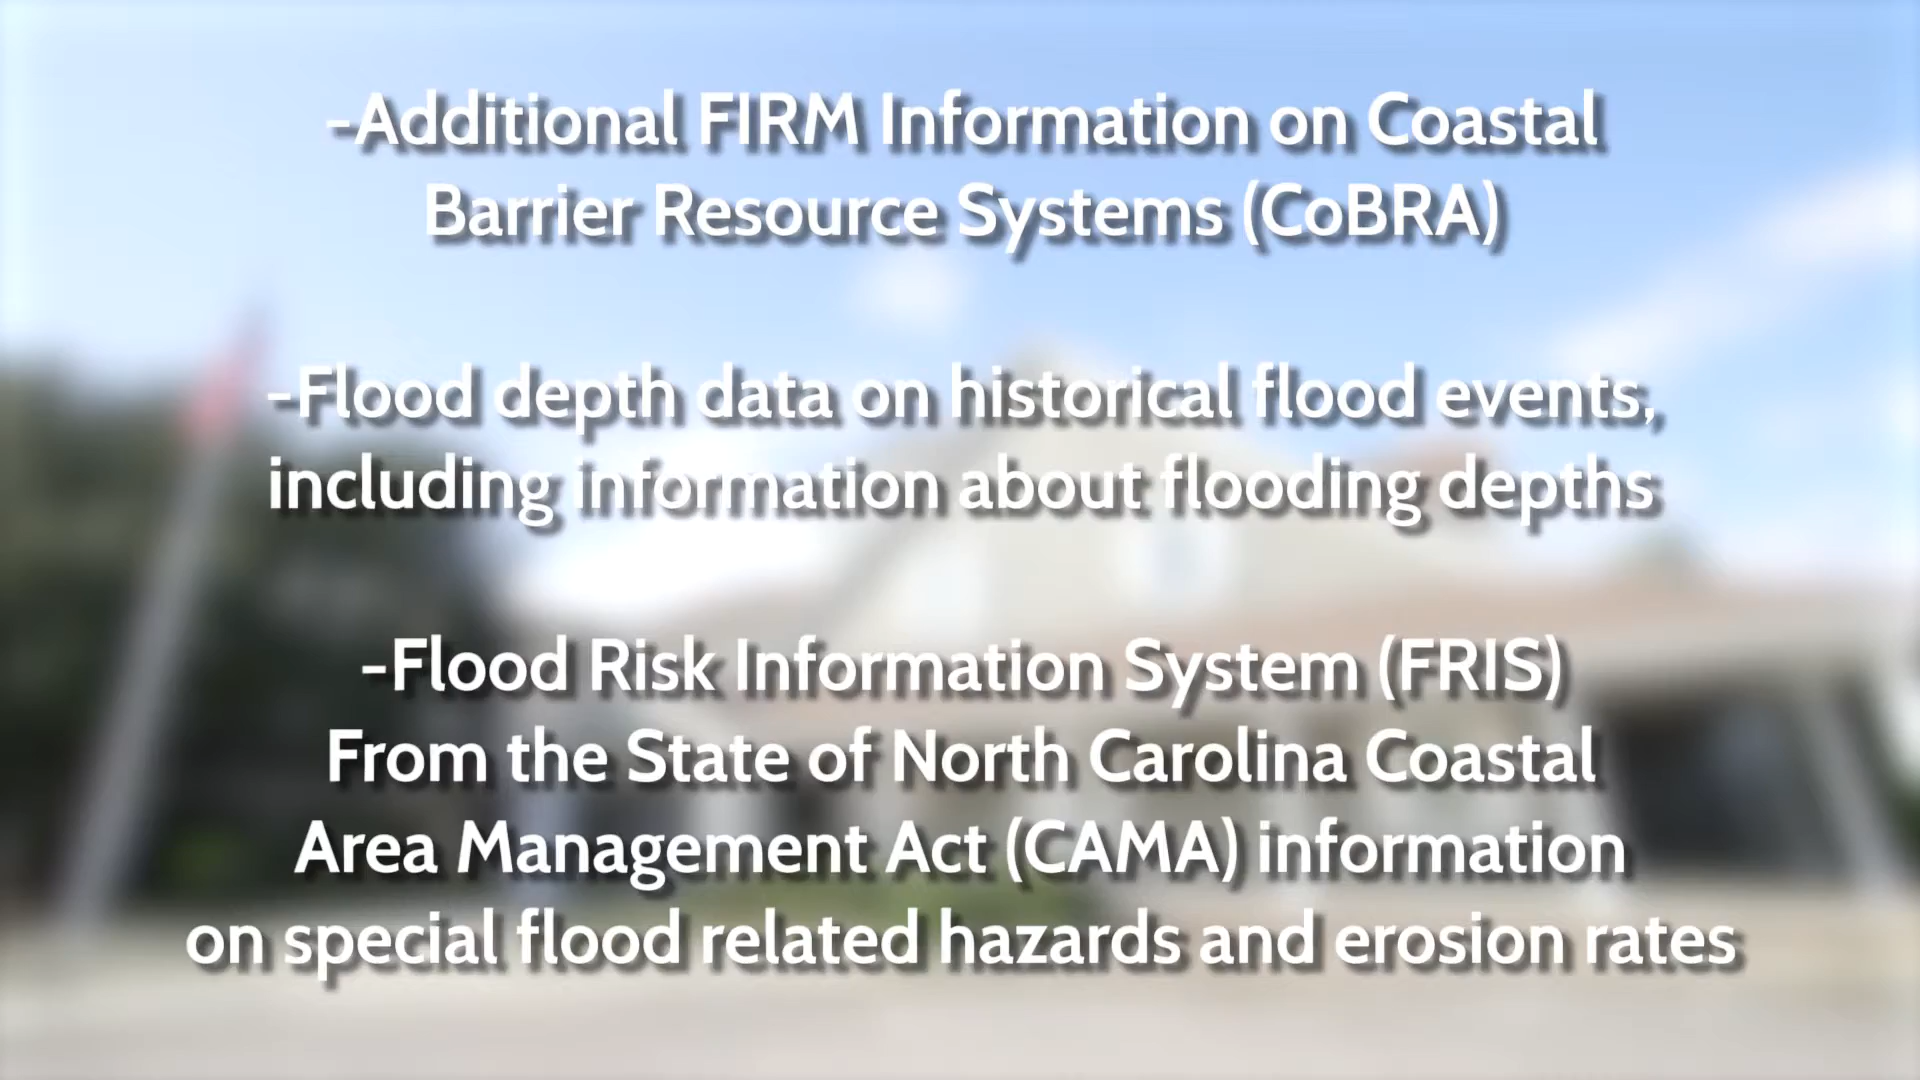 -Additional FIRM Information on Coastal
Barrier Resource Systems (CoBRA)
-Flood depth data on historical flood events,
including information about flooding depths
-Flood Risk Information System (FRIS)
From the State of North Carolina Coastal
Area Management Act (CAMA) information
on special flood related hazards and erosion rates